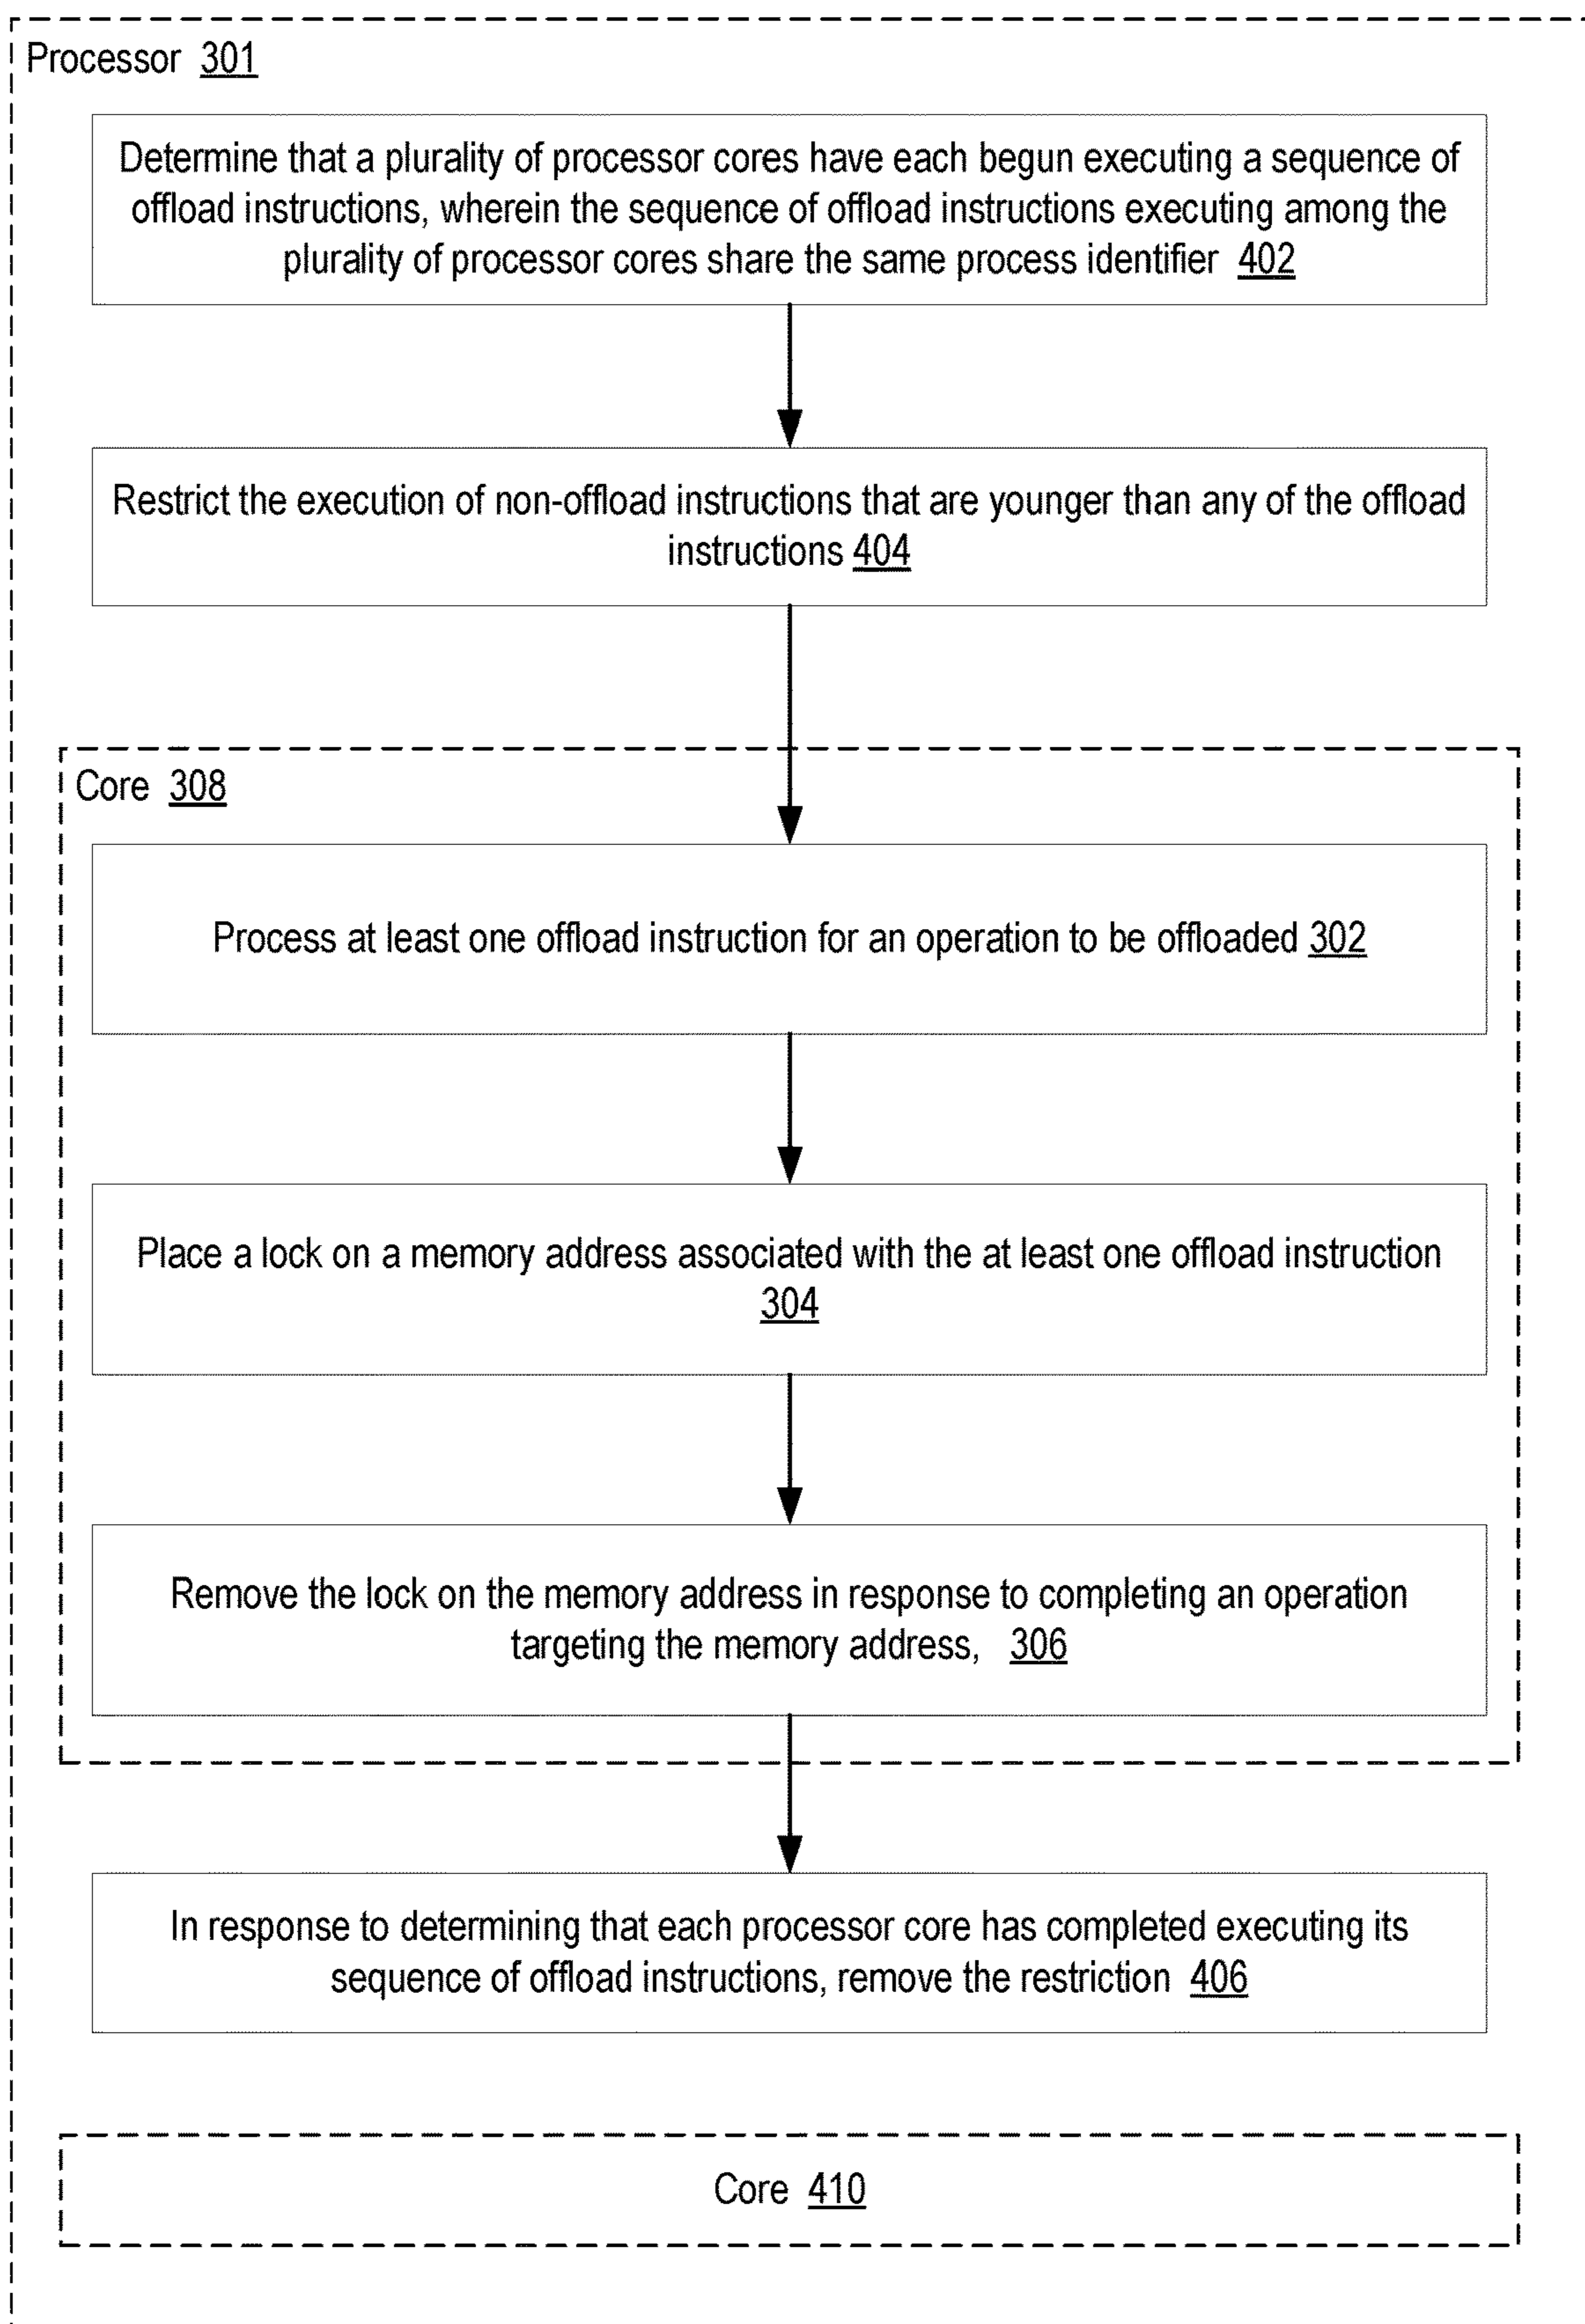 Processor 301
Determine that a plurality of processor cores have each begun executing a sequence of
offload instructions, wherein the sequence of offload instructions executing among the
plurality of processor cores share the same process identifier 402
Restrict the execution of non-offload instructions that are younger than any of the offload
instructions 404
Core 308
Process at least one offload instruction for an operation to be offloaded 302
Place a lock on a memory address associated with the at least one offload instruction
304
Remove the lock on the memory address in response to completing an operation
targeting the memory address, 306
In response to determining that each processor core has completed executing its
sequence of offload instructions, remove the restriction 406
Core 410